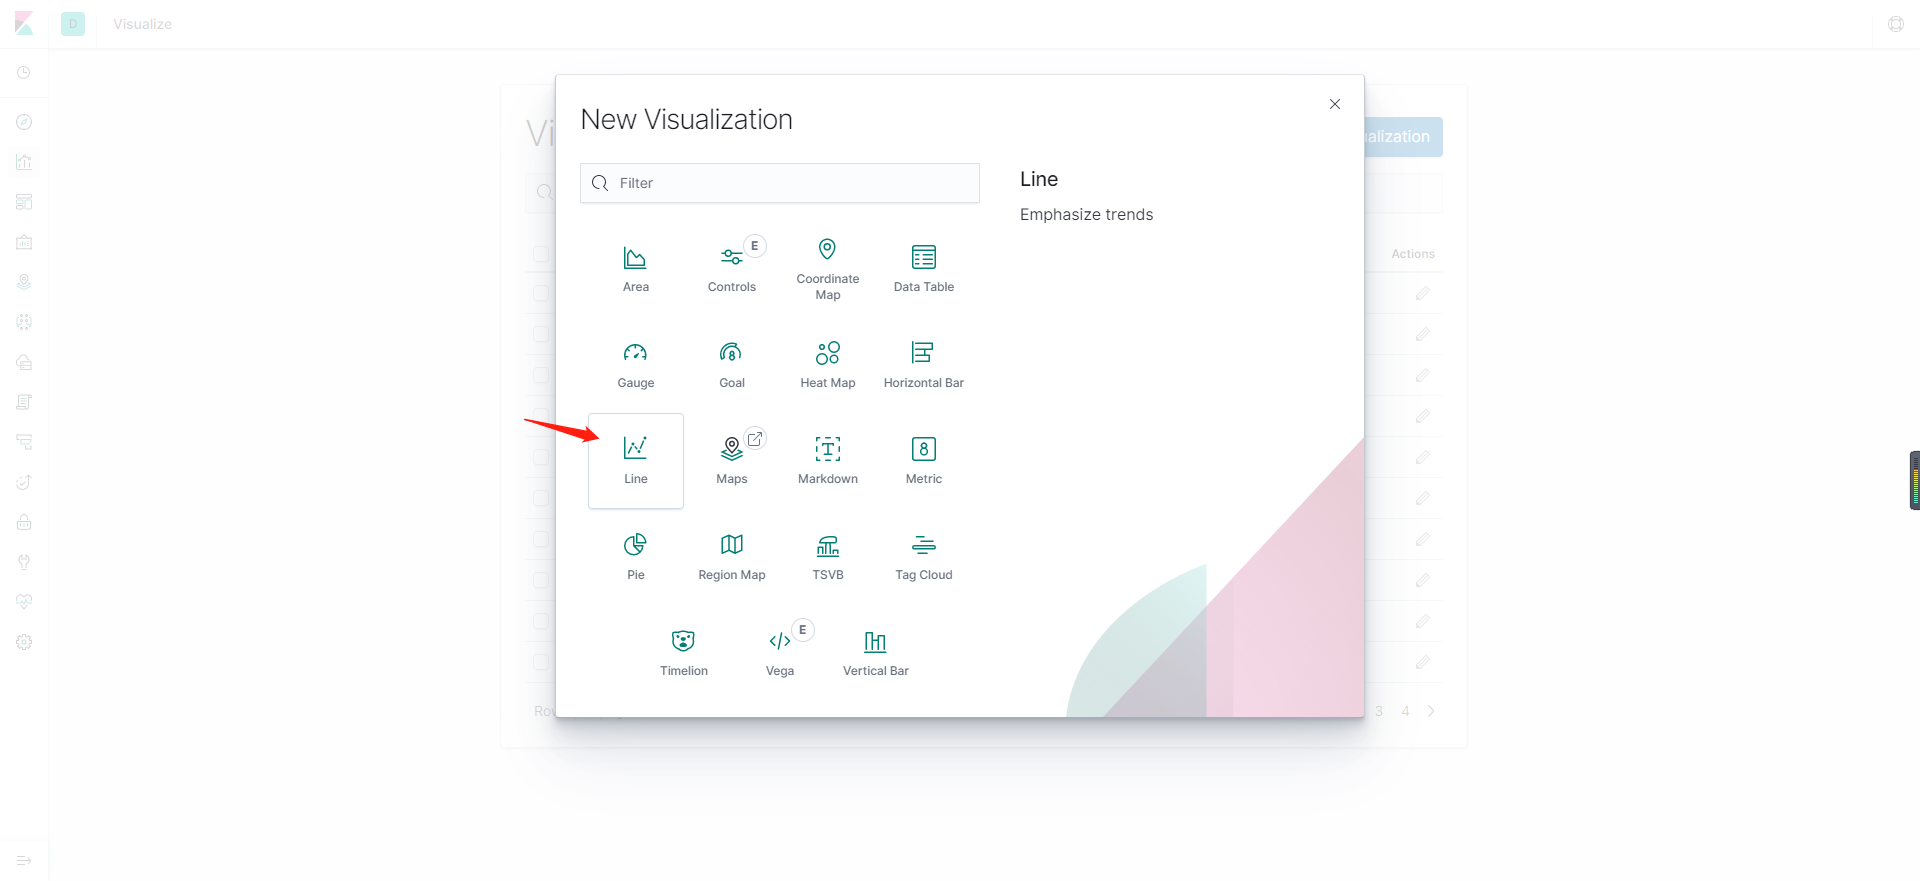 D
Visualize
New Visualization
Filter
Line
Emphasize trends
Area
E
Controls
Coordinate
Map
Data Table
Gauge
8
Goal
Heat Map
Horizontal Bar
Line
Maps
T
Markdown
8
Metric
Pie
Region Map
TSVB
Tag Cloud
Timelion
E
Vega
Vertical Bar
Vi
alization
Actions
Ro
3
4